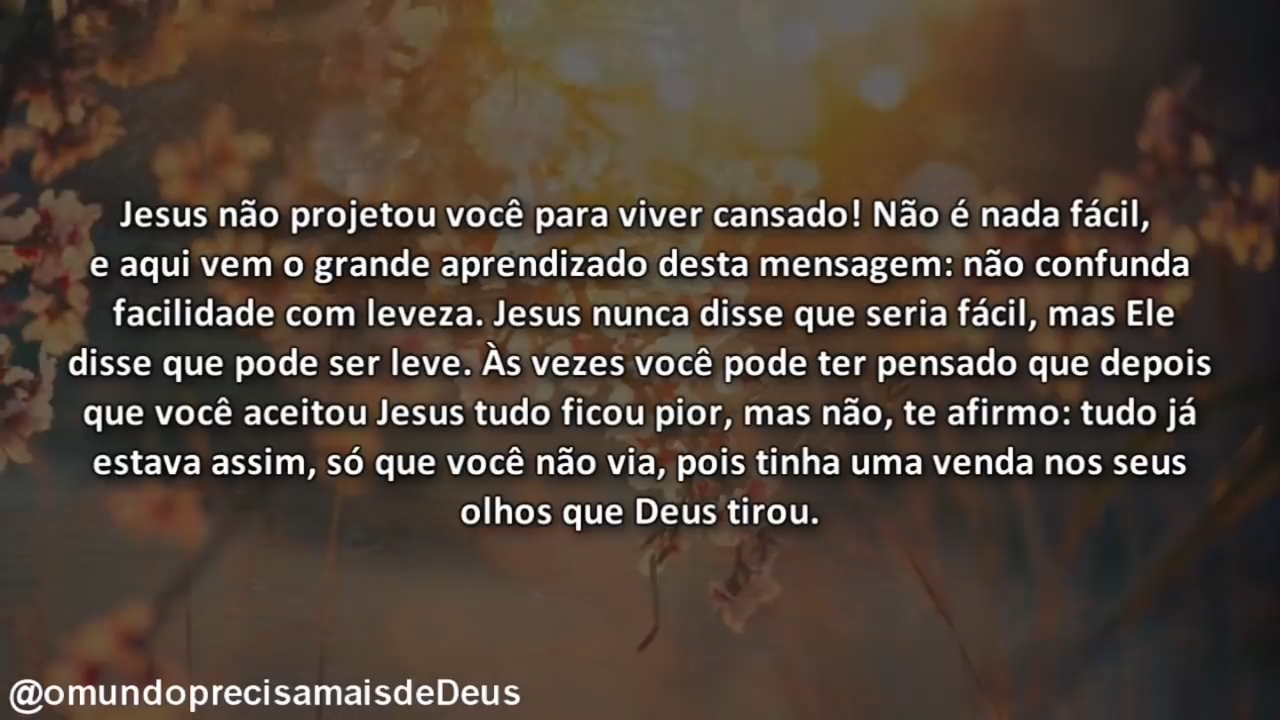 Jesus não projetou você para viver cansado! Não é nada fácil,
e aqui vem o grande aprendizado desta mensagem: não confunda
facilidade com leveza. Jesus nunca disse que seria fácil, mas Ele
disse que pode ser leve. Às vezes você pode ter pensado que depois
que você aceitou Jesus tudo ficou pior, mas não, te afirmo: tudo já
estava assim, só que você não via, pois tinha uma venda nos seus
olhos que Deus tirou.
@omundoprecisamaisdeDeus